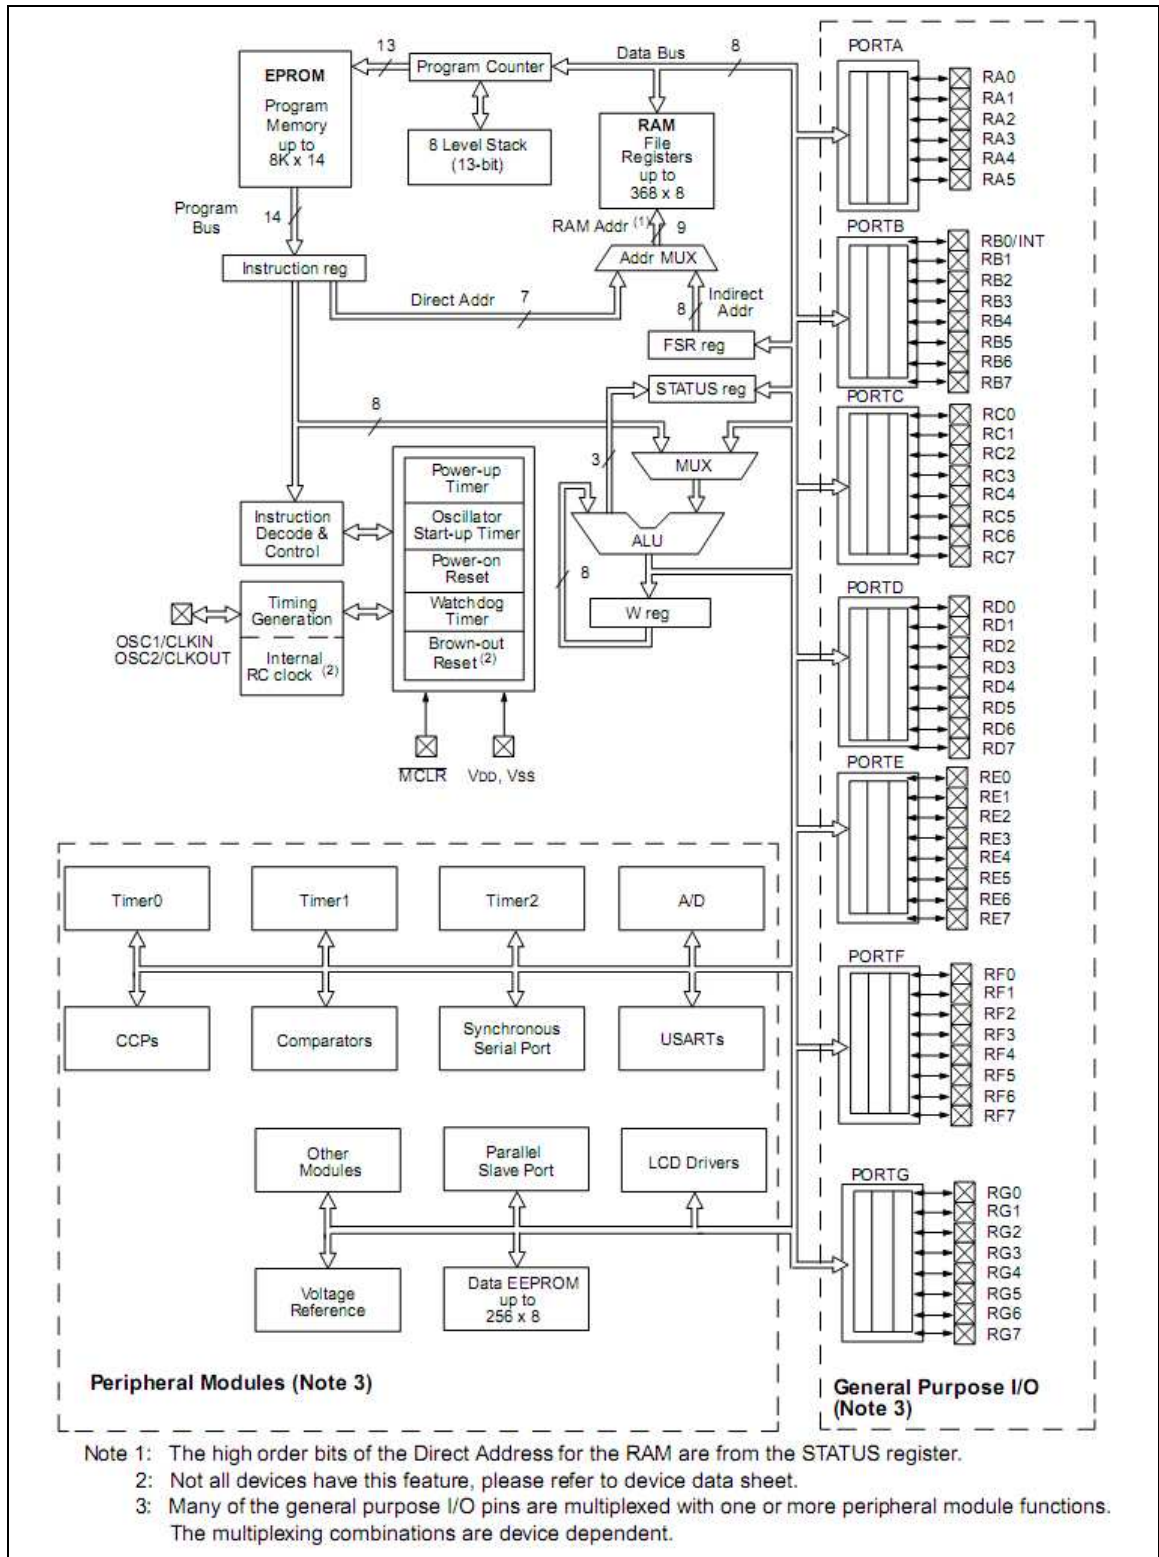 13
Data Bus
8
PORTA
EPROM
Program
Memory
up to
8K x 14
Program Counter
8 Level Stack
(13-bit)
RAM
File
Registers
up to
368 x 8
RA0
RA1
RA2
RA3
RA4
RA5
Program
Bus
14
RAM Addr (1)
9
PORTB
Instruction reg
Addr MUX
RB0/INT
RB1
RB2
RB3
RB4
RB5
RB6
RB7
Direct Addr
7
8
Indirect
Addr
FSR reg
STATUS reg
PORTC
8
3
MUX
RC0
RC1
RC2
RC3
RC4
RC5
RC6
RC7
Power-up
Timer
Oscillator
Start-up Timer
Power-on
Reset
Watchdog
Timer
Brown-out
Reset (2)
Instruction
Decode &
Control
ALU
8
W reg
PORTD
RD0
RD1
RD2
RD3
RD4
RD5
RD6
RD7
Timing
Generation
Internal
RC clock (2)
OSC1/CLKIN
OSC2/CLKOUT
MCLR
VDD, VSS
PORTE
RE0
RE1
RE2
RE3
RE4
RE5
RE6
RE7
Timer0
Timer1
Timer2
A/D
CCPs
Comparators
Synchronous
Serial Port
USARTs
PORTF
RF0
RF1
RF2
RF3
RF4
RF5
RF6
RF7
Other
Modules
Parallel
Slave Port
LCD Drivers
Voltage
Reference
Data EEPROM
up to
256 x 8
PORTG
RG0
RG1
RG2
RG3
RG4
RG5
RG6
RG7
Peripheral Modules (Note 3)
General Purpose I/O
(Note 3)
Note 1: The high order bits of the Direct Address for the RAM are from the STATUS register.
2: Not all devices have this feature, please refer to device data sheet.
3: Many of the general purpose I/O pins are multiplexed with one or more peripheral module functions.
The multiplexing combinations are device dependent.